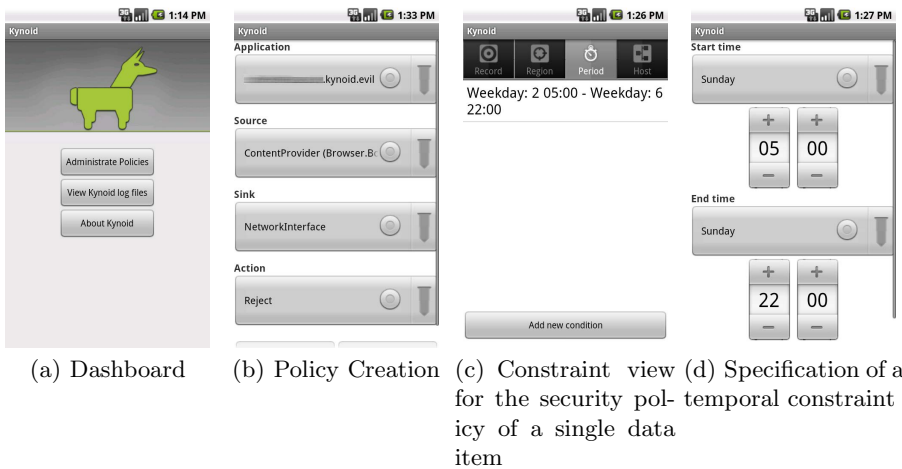 1:14 PM
Kynoid
Administrate Policies
View Kynoid log files
About Kynoid
(a) Dashboard
1:33 PM
Kynoid
Application
.kynoid.evil
Source
ContentProvider (Browser.Bo
Sink
NetworkInterface
Action
Reject
(b) Policy Creation
3G 1:26 PM
Kynoid
Record Region Period Host
Weekday: 2 05:00 - Weekday: 6
22:00
Add new condition
(c) Constraint view
for the security pol-
icy of a single data
item
3G 1:27 PM
Kynoid
Start time
Sunday
+ +
05 00
− −
End time
Sunday
+ +
22 00
− −
(d) Specification of a
temporal constraint